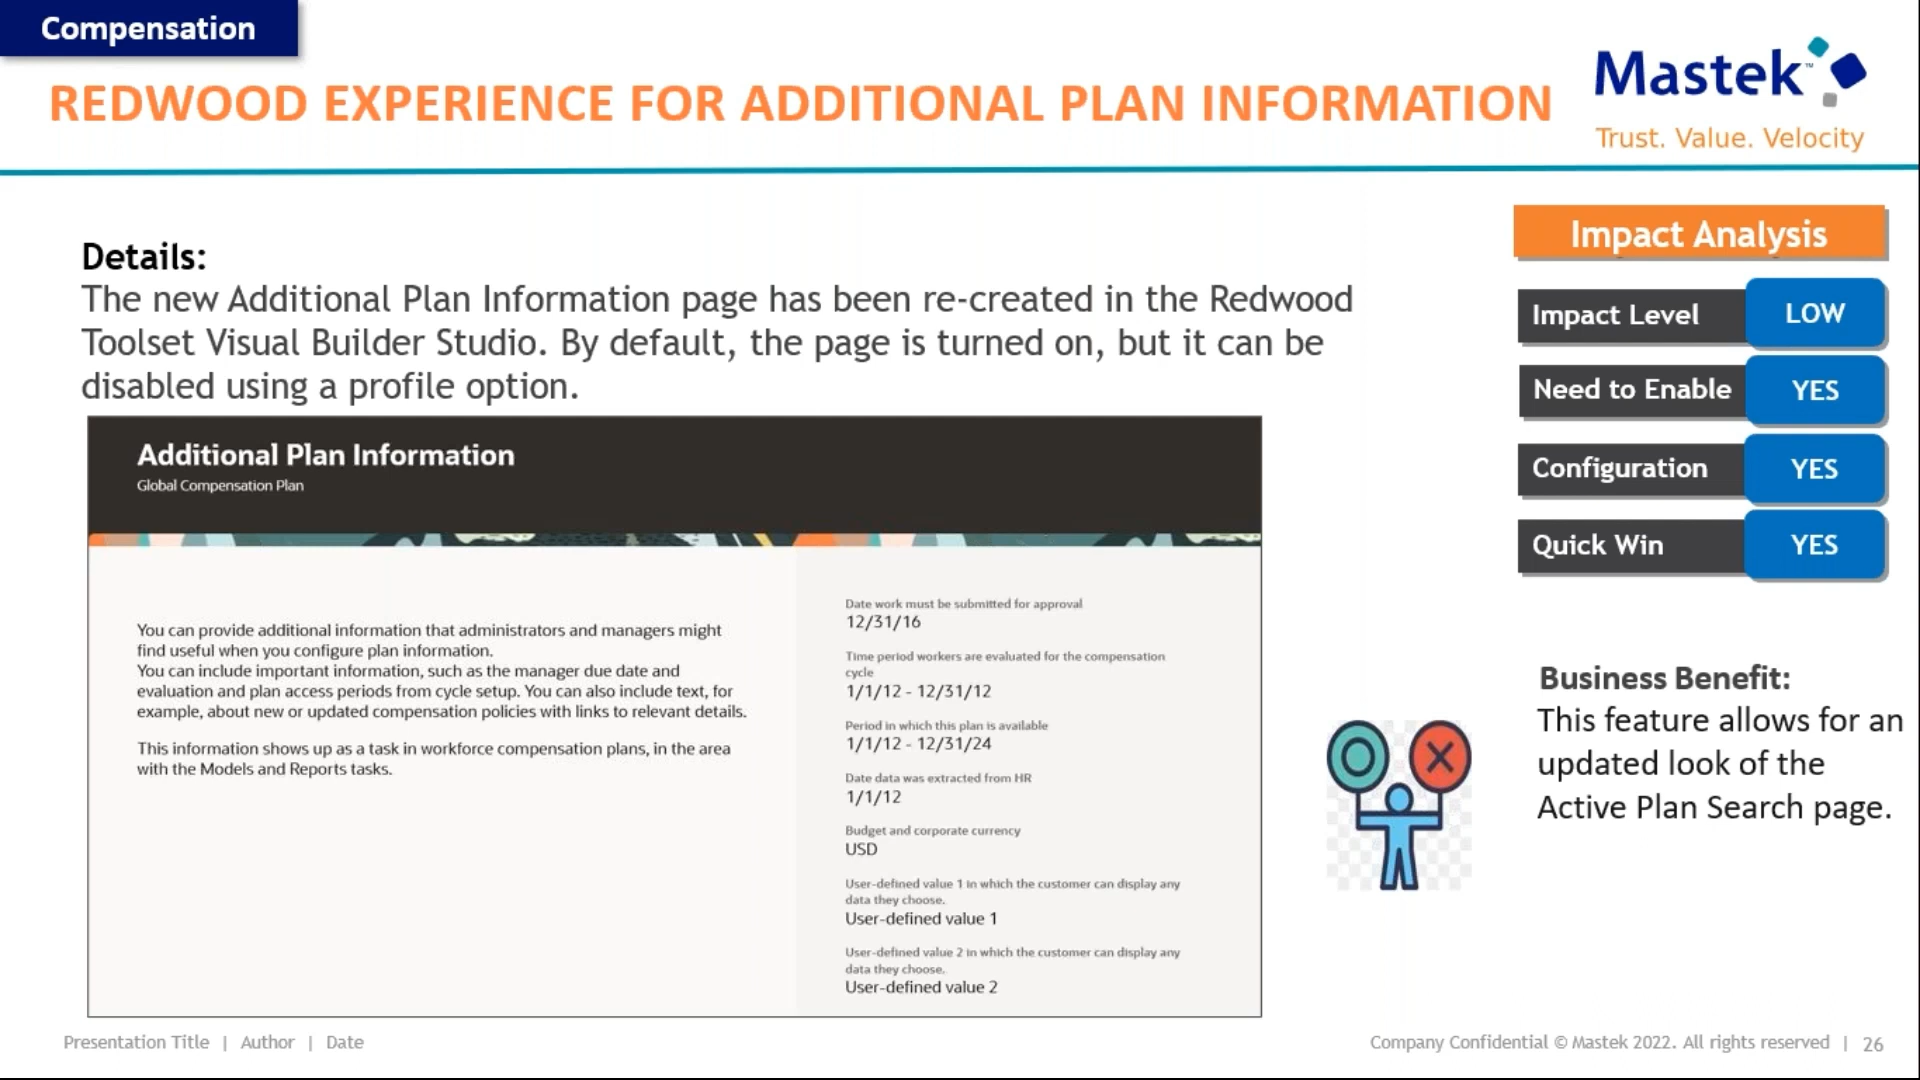 Compensation
REDWOOD EXPERIENCE FOR ADDITIONAL PLAN INFORMATION
Mastek™
Trust. Value. Velocity
Details:
The new Additional Plan Information page has been re-created in the Redwood
Toolset Visual Builder Studio. By default, the page is turned on, but it can be
disabled using a profile option.
Additional Plan Information
Global Compensation Plan
You can provide additional information that administrators and managers might
find useful when you configure plan information.
You can include important information, such as the manager due date and
evaluation and plan access periods from cycle setup. You can also include text, for
example, about new or updated compensation policies with links to relevant details.
This information shows up as a task in workforce compensation plans, in the area
with the Models and Reports tasks.
Date work must be submitted for approval
12/31/16
Time period workers are evaluated for the compensation
cycle
1/1/12 - 12/31/12
Period in which this plan is available
1/1/12 - 12/31/24
Date data was extracted from HR
1/1/12
Budget and corporate currency
USD
User-defined value 1 in which the customer can display any
data they choose.
User-defined value 1
User-defined value 2 in which the customer can display any
data they choose.
User-defined value 2
Impact Analysis
Impact Level LOW
Need to Enable YES
Configuration YES
Quick Win YES
Business Benefit:
This feature allows for an
updated look of the
Active Plan Search page.
Presentation Title | Author | Date
Company Confidential © Mastek 2022. All rights reserved | 26